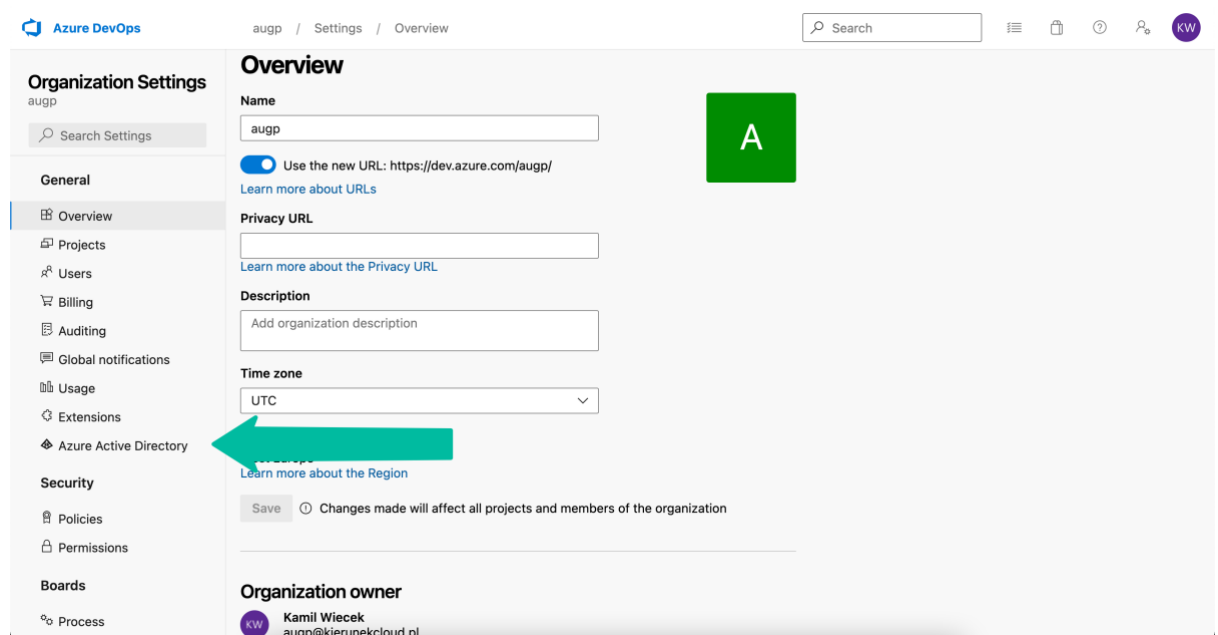 Azure DevOps
augp / Settings / Overview
Search
KW
Organization Settings
augp
Search Settings
General
Overview
Projects
Users
Billing
Auditing
Global notifications
Usage
Extensions
Azure Active Directory
Security
Policies
Permissions
Boards
Process
Overview
Name
augp
Use the new URL: https://dev.azure.com/augp/
Learn more about URLs
Privacy URL
Learn more about the Privacy URL
Description
Add organization description
Time zone
UTC
Learn more about the Region
Save
Changes made will affect all projects and members of the organization
Organization owner
KW
Kamil Wiecek
augp@kierunekcloud.pl
A